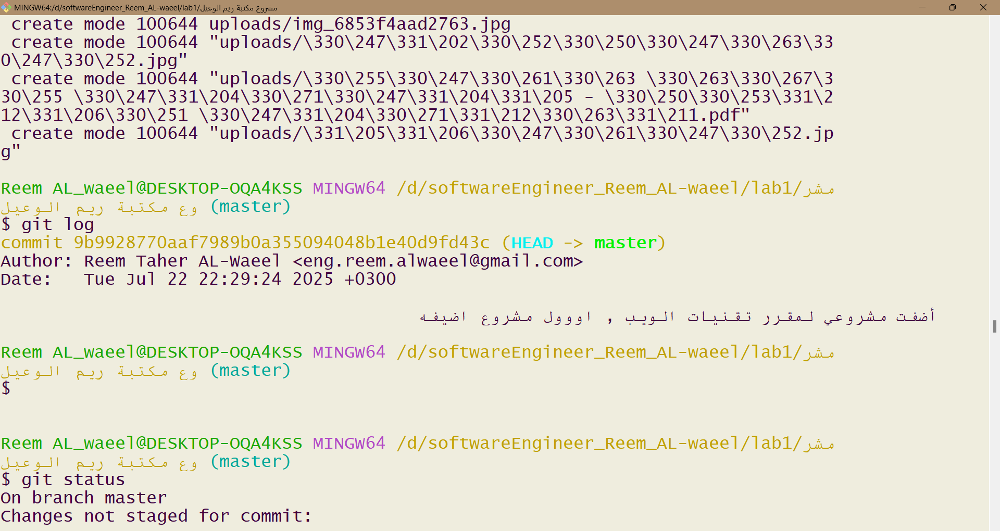 MINGW64:/d/softwareEngineer_Reem_AL-waeel/lab1/مشروع مكتبة ريم الوعيل
 create mode 100644 uploads/img_6853f4aad2763.jpg
 create mode 100644 "uploads/\330\247\331\202\330\252\330\250\330\247\330\263\33
0\247\330\252.jpg"
 create mode 100644 "uploads/\330\255\330\247\330\261\330\263 \330\263\330\267\3
30\255 \330\247\331\204\330\271\330\247\331\204\331\205 - \330\250\330\253\331\2
12\331\206\330\251 \330\247\331\204\330\271\331\212\330\263\331\211.pdf"
 create mode 100644 "uploads/\331\205\331\206\330\247\330\261\330\247\330\252.jp
g"
Reem AL_waeel@DESKTOP-OQA4KSS MINGW64 /d/softwareEngineer_Reem_AL-waeel/lab1/مشر
وع مكتبة ريم الوعيل (master)
$ git log
commit 9b9928770aaf7989b0a355094048b1e40d9fd43c (HEAD -> master)
Author: Reem Taher AL-Waeel <eng.reem.alwaeel@gmail.com>
Date:   Tue Jul 22 22:29:24 2025 +0300
أضفت مشروعي لمقرر تقنيات الويب , اووول مشروع اضيفه
Reem AL_waeel@DESKTOP-OQA4KSS MINGW64 /d/softwareEngineer_Reem_AL-waeel/lab1/مشر
وع مكتبة ريم الوعيل (master)
$
Reem AL_waeel@DESKTOP-OQA4KSS MINGW64 /d/softwareEngineer_Reem_AL-waeel/lab1/مشر
وع مكتبة ريم الوعيل (master)
$ git status
On branch master
Changes not staged for commit: